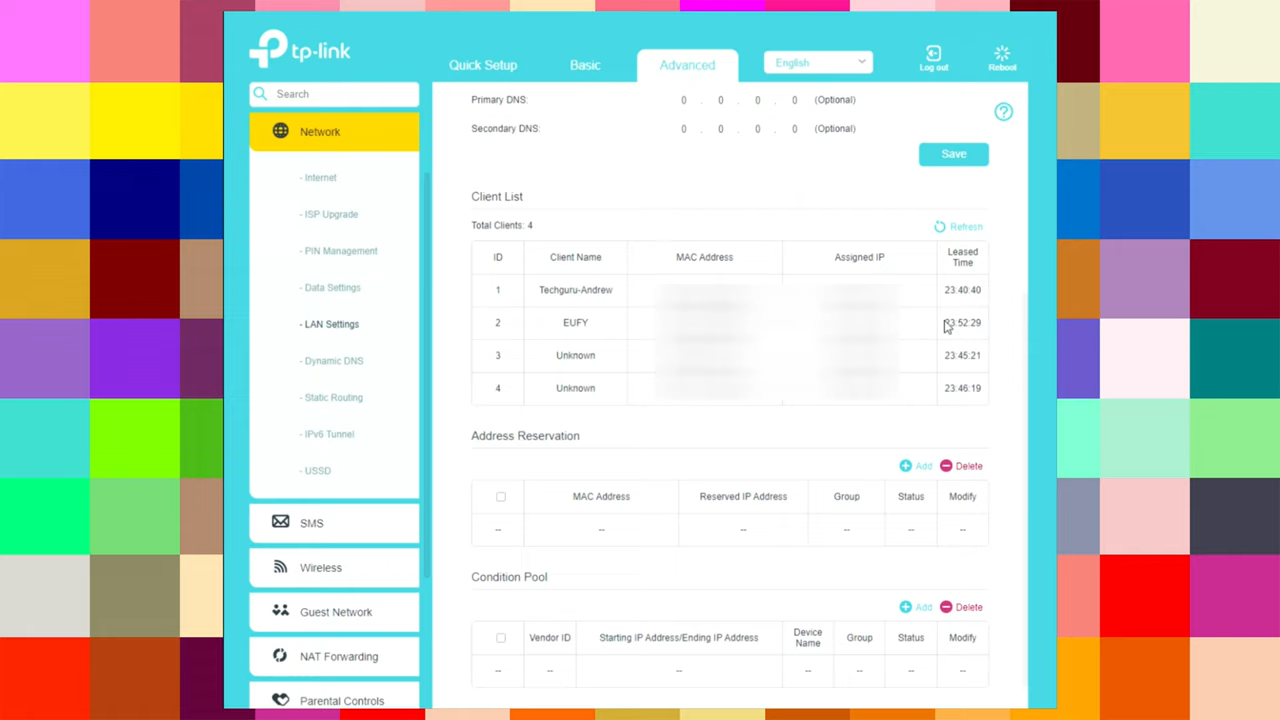 tp-link
Quick Setup
Basic
Advanced
English
Log out
Reboot
Search
Network
- Internet
- ISP Upgrade
- PIN Management
- Data Settings
- LAN Settings
- Dynamic DNS
- Static Routing
- IPv6 Tunnel
- USSD
SMS
Wireless
Guest Network
NAT Forwarding
Parental Controls
Primary DNS: 0 . 0 . 0 . 0 (Optional)
Secondary DNS: 0 . 0 . 0 . 0 (Optional)
Save
Client List
Total Clients: 4
Refresh
ID Client Name MAC Address Assigned IP Leased Time
1 Techguru-Andrew 23:40:40
2 EUFY 23:52:29
3 Unknown 23:45:21
4 Unknown 23:46:19
Address Reservation
Add Delete
MAC Address Reserved IP Address Group Status Modify
-- -- -- -- -- --
Condition Pool
Add Delete
Vendor ID Starting IP Address/Ending IP Address Device Name Group Status Modify
-- -- -- -- -- -- --